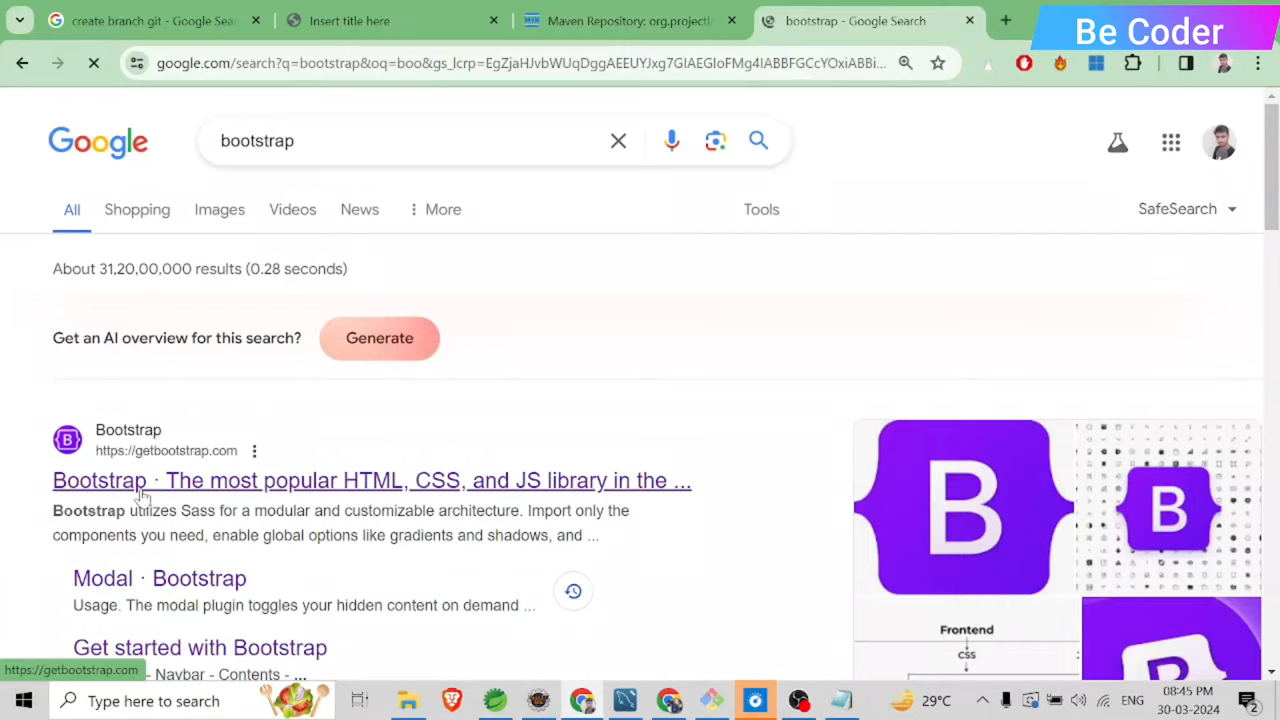 create branch git - Google Sea
Insert title here
Maven Repository: org.projectl
bootstrap - Google Search
Be Coder
google.com/search?q=bootstrap&oq=boo&gs_lcrp=EgZjaHJvbWUqDggAEEUYJxg7GIAEGIoFMg4IABBFGCcYOxiABBi...
Google
bootstrap
All
Shopping
Images
Videos
News
More
Tools
SafeSearch
About 31,20,00,000 results (0.28 seconds)
Get an AI overview for this search?
Generate
Bootstrap
https://getbootstrap.com
Bootstrap · The most popular HTML, CSS, and JS library in the ...
Bootstrap utilizes Sass for a modular and customizable architecture. Import only the
components you need, enable global options like gradients and shadows, and ...
Modal · Bootstrap
Usage. The modal plugin toggles your hidden content on demand ...
Get started with Bootstrap
- Navbar - Contents - ...
B
B
B
Frontend
CSS
https://getbootstrap.com
Type here to search
29°C
ENG
08:45 PM
30-03-2024
2